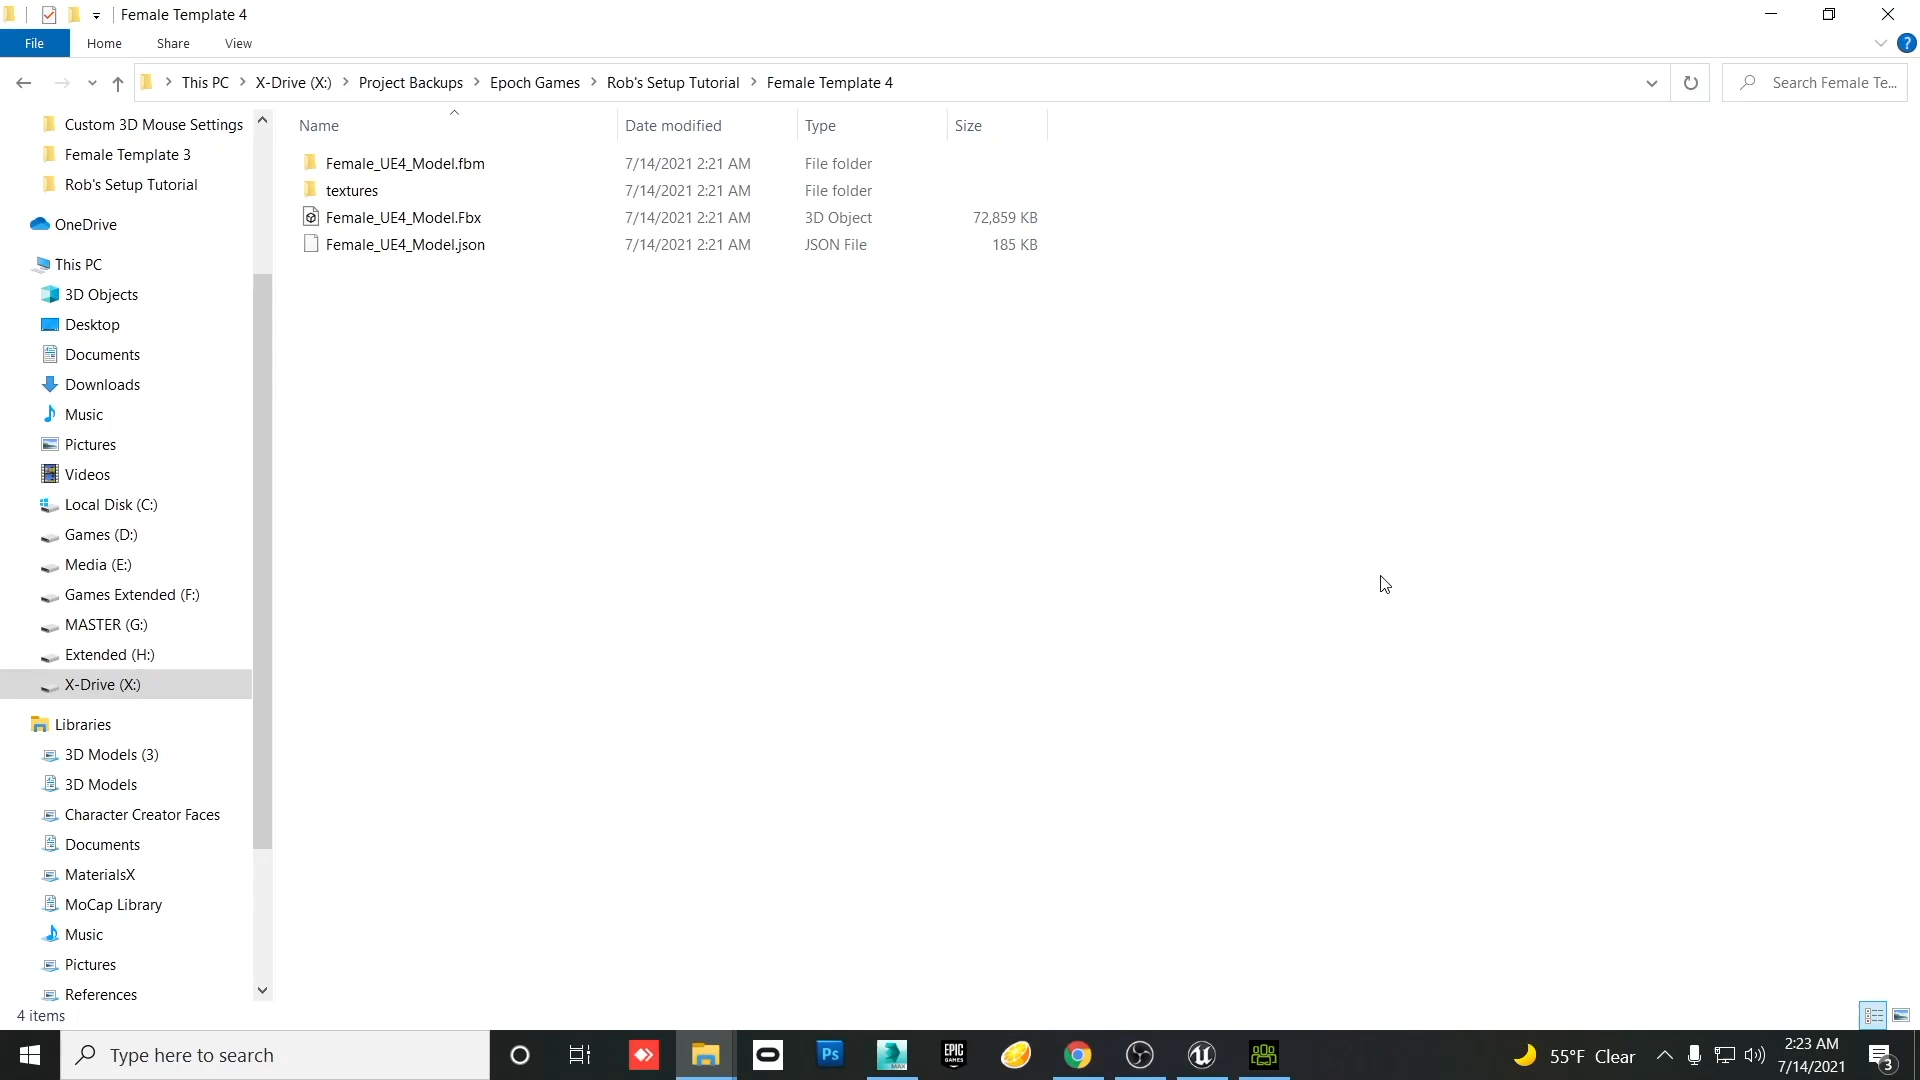 Female Template 4
File Home Share View
This PC X-Drive (X:) Project Backups Epoch Games Rob's Setup Tutorial Female Template 4
Search Female Te...
Name Date modified Type Size
Female_UE4_Model.fbm 7/14/2021 2:21 AM File folder
textures 7/14/2021 2:21 AM File folder
Female_UE4_Model.Fbx 7/14/2021 2:21 AM 3D Object 72,859 KB
Female_UE4_Model.json 7/14/2021 2:21 AM JSON File 185 KB
Custom 3D Mouse Settings
Female Template 3
Rob's Setup Tutorial
OneDrive
This PC
3D Objects
Desktop
Documents
Downloads
Music
Pictures
Videos
Local Disk (C:)
Games (D:)
Media (E:)
Games Extended (F:)
MASTER (G:)
Extended (H:)
X-Drive (X:)
Libraries
3D Models (3)
3D Models
Character Creator Faces
Documents
MaterialsX
MoCap Library
Music
Pictures
References
4 items
Type here to search
Ps
MAX
EPIC GAMES
55°F Clear
2:23 AM
7/14/2021
3